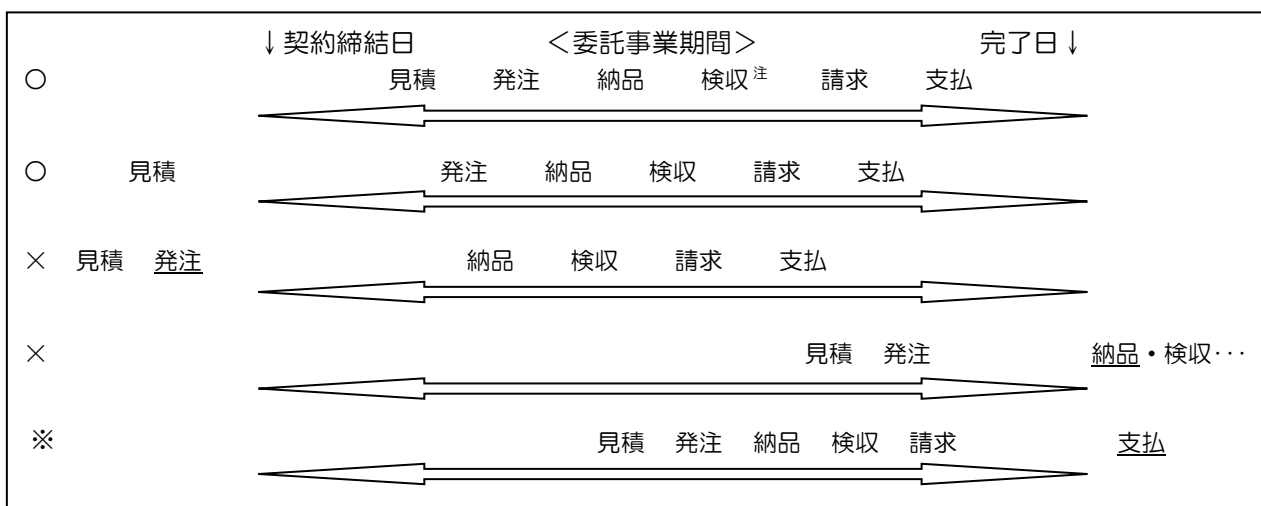 ↓契約締結日 ＜委託事業期間＞ 完了日↓
○ 見積 発注 納品 検収注 請求 支払
○ 見積 発注 納品 検収 請求 支払
× 見積 発注 納品 検収 請求 支払
× 見積 発注 納品・検収･･･
※ 見積 発注 納品 検収 請求 支払